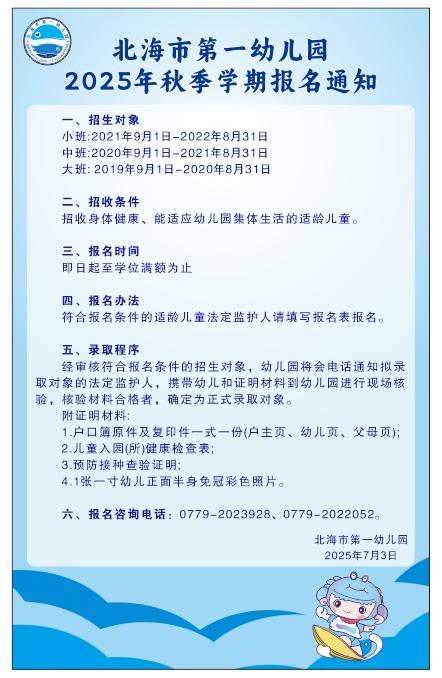 北海市第一幼儿园
2025年秋季学期报名通知
一、招生对象
小班:2021年9月1日-2022年8月31日
中班:2020年9月1日-2021年8月31日
大班: 2019年9月1日-2020年8月31日
二、招收条件
招收身体健康、能适应幼儿园集体生活的适龄儿童。
三、报名时间
即日起至学位满额为止
四、报名办法
符合报名条件的适龄儿童法定监护人请填写报名表报名。
五、录取程序
经审核符合报名条件的招生对象，幼儿园将会电话通知拟录
取对象的法定监护人，携带幼儿和证明材料到幼儿园进行现场核
验，核验材料合格者，确定为正式录取对象。
附证明材料:
1.户口簿原件及复印件一式一份(户主页、幼儿页、父母页);
2.儿童入园(所)健康检查表;
3.预防接种查验证明;
4.1张一寸幼儿正面半身免冠彩色照片。
六、报名咨询电话：0779-2023928、0779-2022052。
北海市第一幼儿园
2025年7月3日